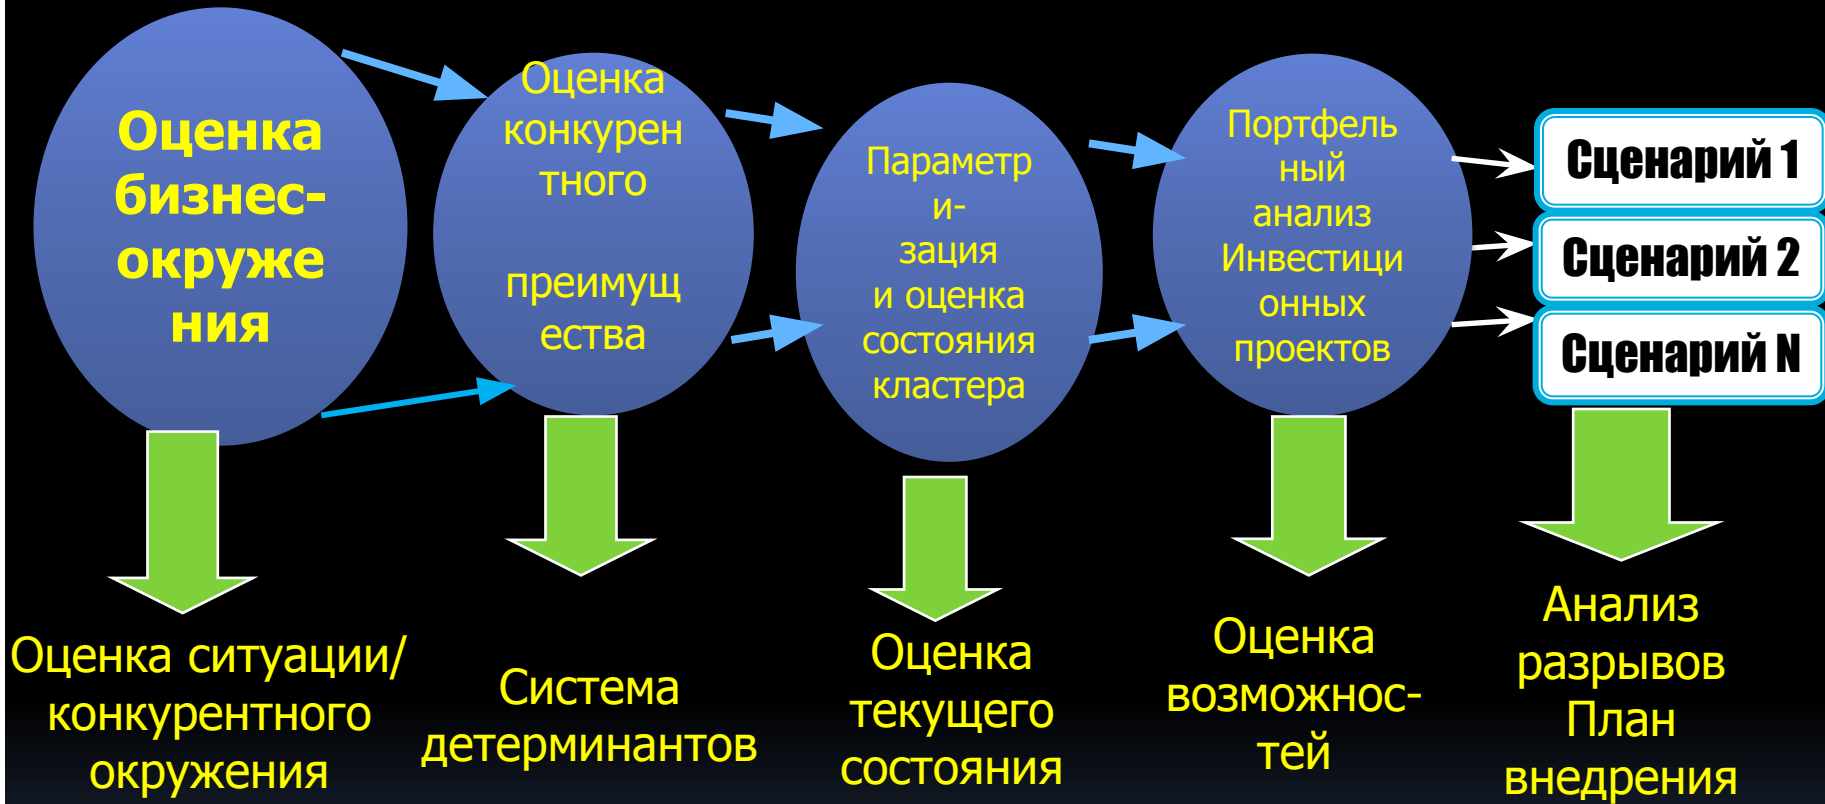 Оценка
бизнес-
окруже
ния
Оценка
конкурен
тного
преимущ
ества
Параметр
и-
зация
и оценка
состояния
кластера
Портфель
ный
анализ
Инвестици
онных
проектов
Сценарий 1
Сценарий 2
Сценарий N
Оценка ситуации/
конкурентного
окружения
Система
детерминантов
Оценка
текущего
состояния
Оценка
возможнос-
тей
Анализ
разрывов
План
внедрения